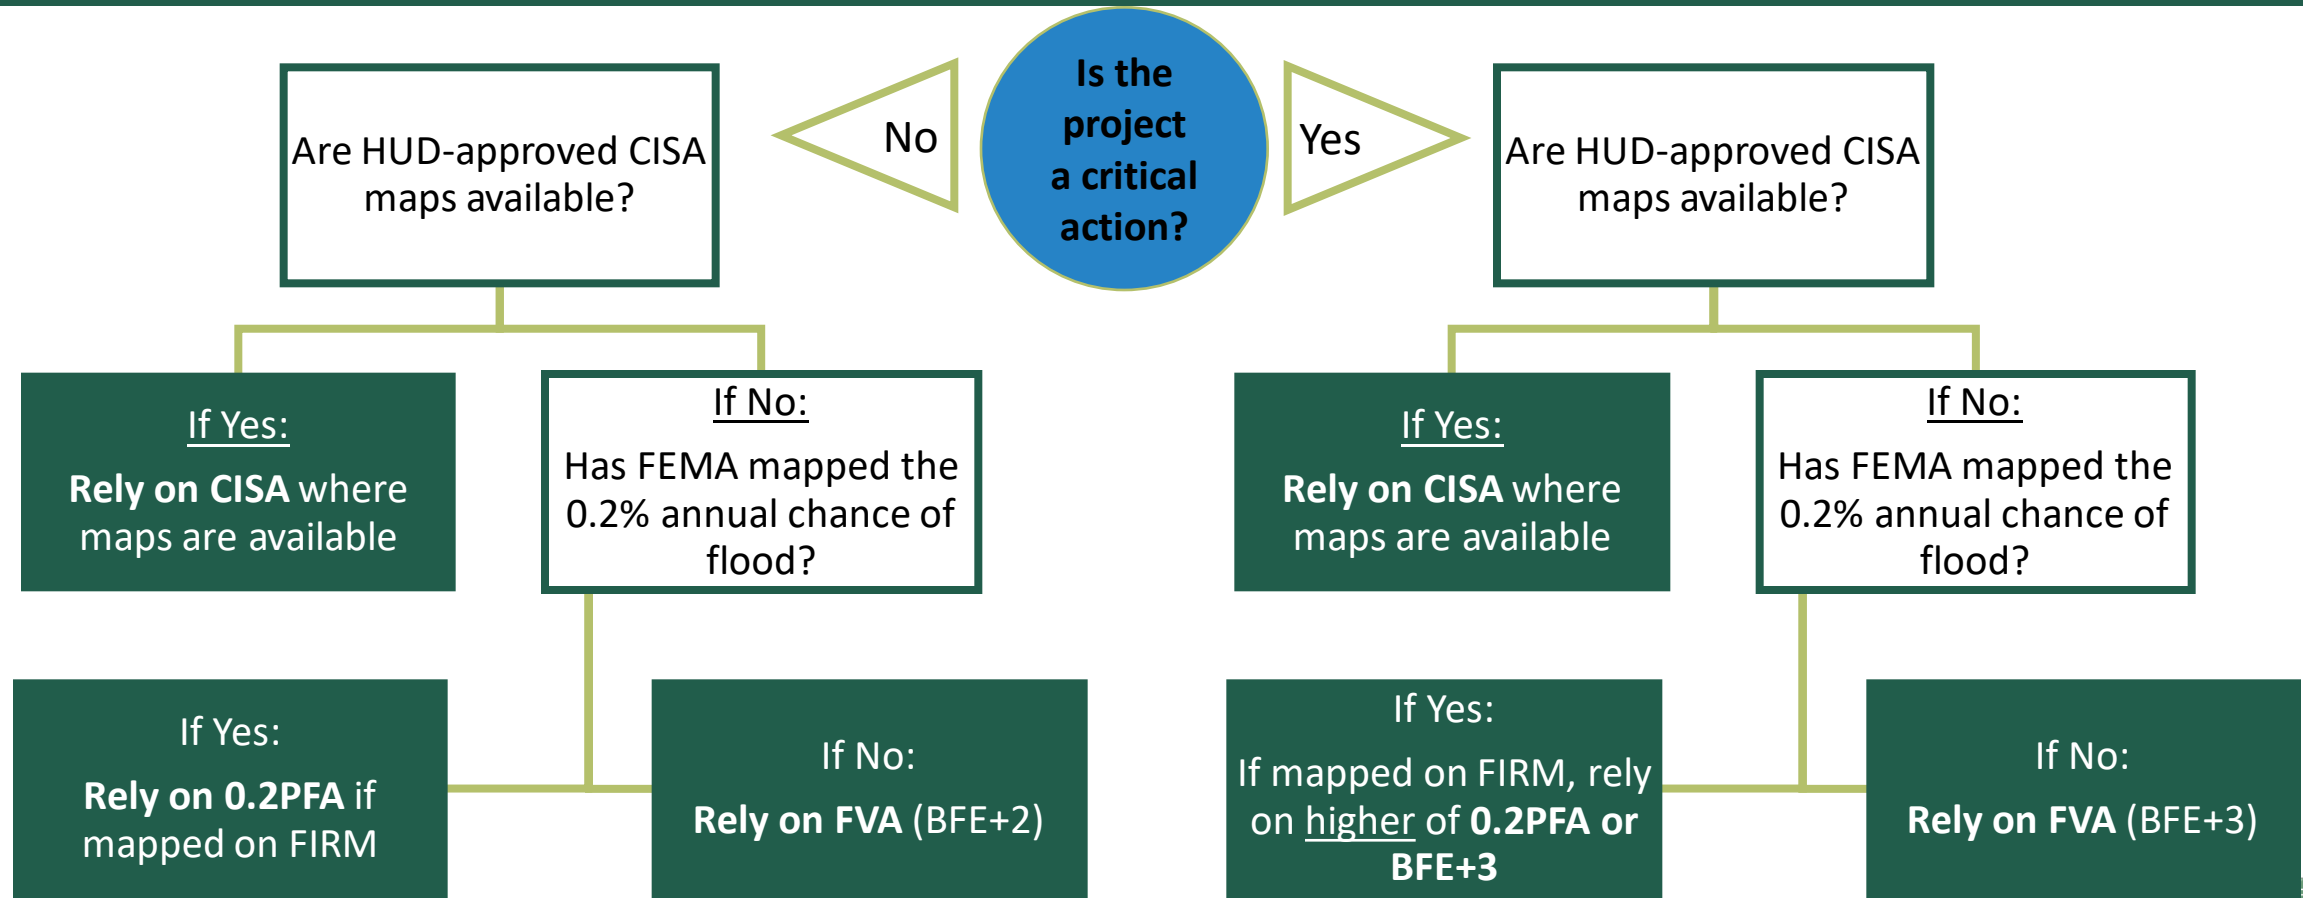 Is the
project
a critical
action?
No
Yes
Are HUD-approved CISA
maps available?
If Yes:
Rely on CISA where
maps are available
If No:
Has FEMA mapped the
0.2% annual chance of
flood?
If Yes:
Rely on 0.2PFA if
mapped on FIRM
If No:
Rely on FVA (BFE+2)
Are HUD-approved CISA
maps available?
If Yes:
Rely on CISA where
maps are available
If No:
Has FEMA mapped the
0.2% annual chance of
flood?
If Yes:
If mapped on FIRM, rely
on higher of 0.2PFA or
BFE+3
If No:
Rely on FVA (BFE+3)